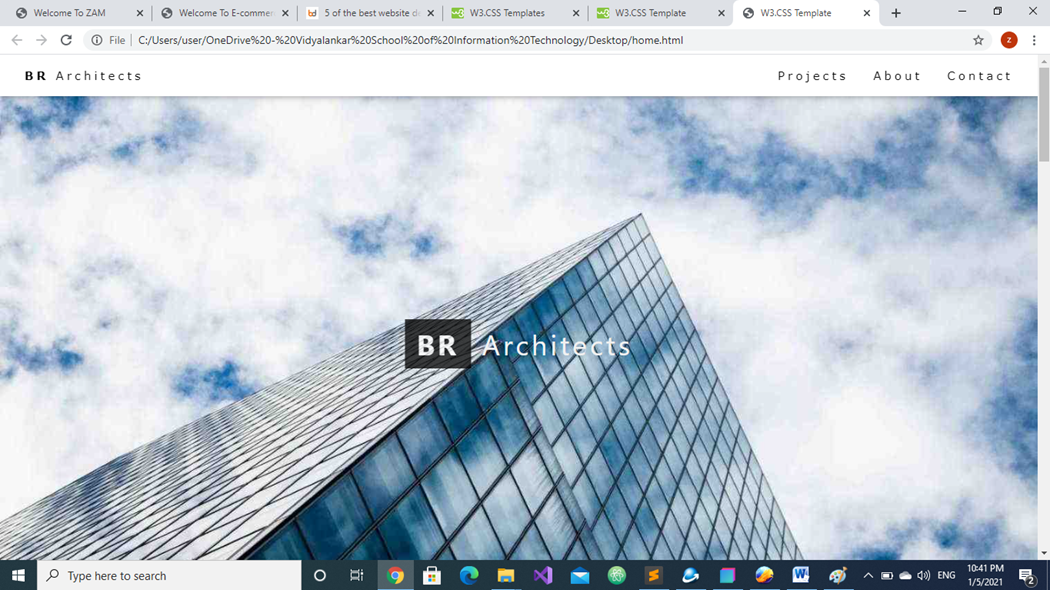 Welcome To ZAM
Welcome To E-commer
5 of the best website d
W3.CSS Templates
W3.CSS Template
W3.CSS Template
File
C:/Users/user/OneDrive%20-%20Vidyalankar%20School%20of%20Information%20Technology/Desktop/home.html
z
BR Architects
Projects About Contact
BR Architects
Type here to search
ENG
10:41 PM
1/5/2021
2